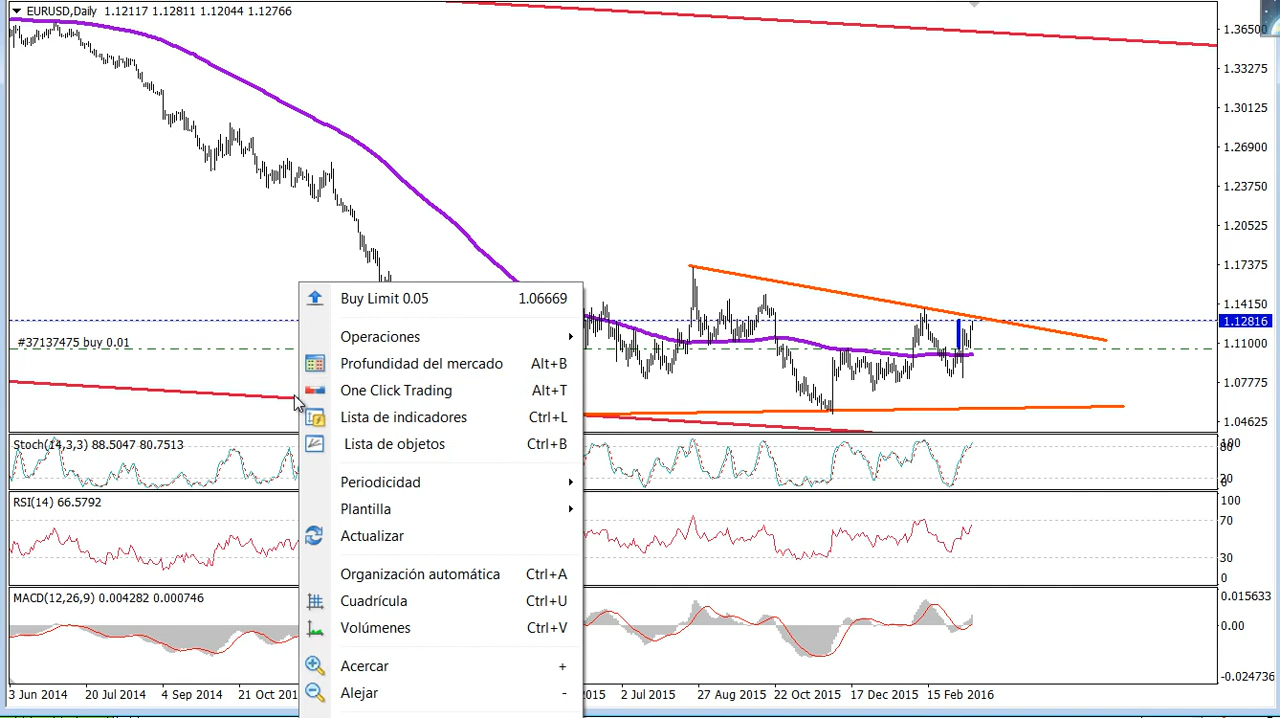 EURUSD,Daily 1.12117 1.12811 1.12044 1.12766
1.36500
1.33275
1.30125
1.26900
1.23750
1.20525
1.17375
1.14150
1.12816
1.11000
1.07775
1.04625
#37137475 buy 0.01
Buy Limit 0.05 1.06669
Operaciones
Profundidad del mercado Alt+B
One Click Trading Alt+T
Lista de indicadores Ctrl+L
Lista de objetos Ctrl+B
Periodicidad
Plantilla
Actualizar
Organización automática Ctrl+A
Cuadrícula Ctrl+U
Volúmenes Ctrl+V
Acercar +
Alejar -
Stoch(14,3,3) 88.5047 80.7513
100
80
20
0
RSI(14) 66.5792
100
70
30
0
MACD(12,26,9) 0.004282 0.000746
0.015633
0.00
-0.024736
3 Jun 2014 20 Jul 2014 4 Sep 2014 21 Oct 2015 2 Jul 2015 27 Aug 2015 22 Oct 2015 17 Dec 2015 15 Feb 2016